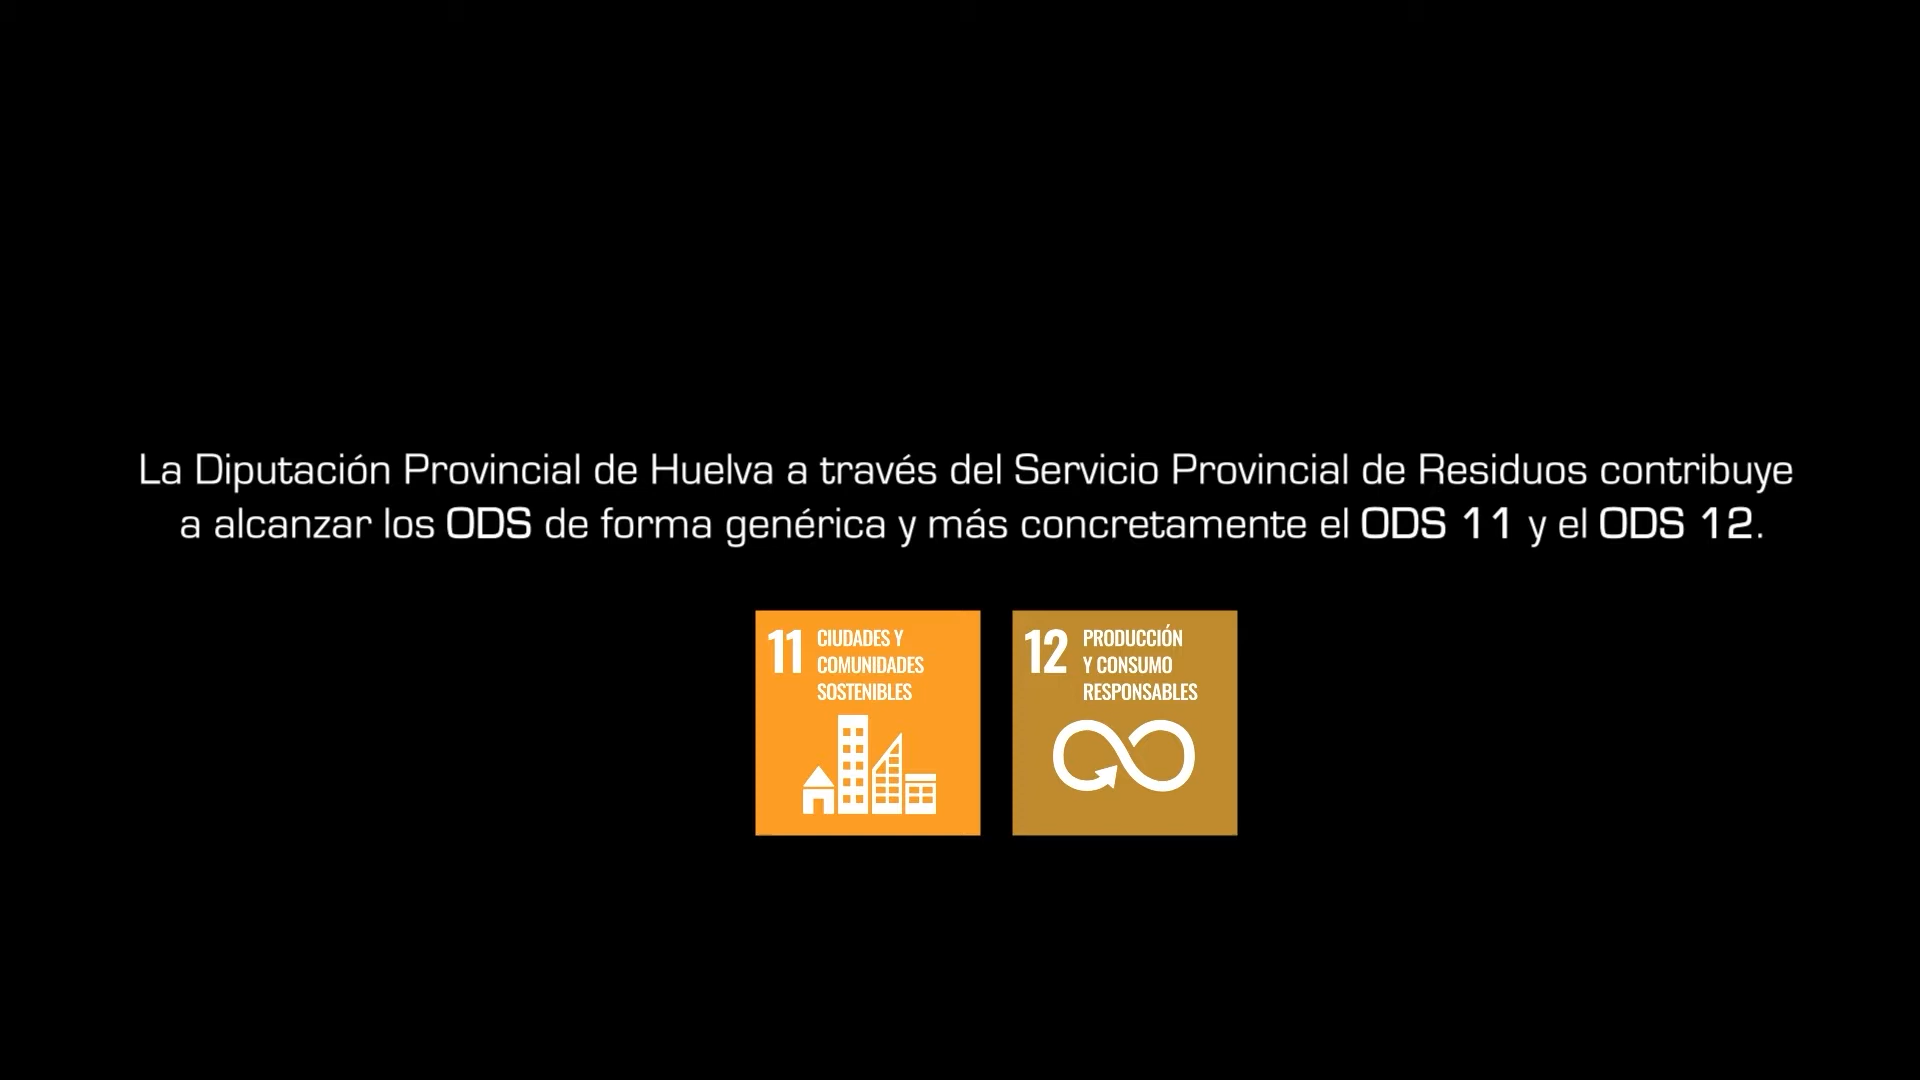 La Diputación Provincial de Huelva a través del Servicio Provincial de Residuos contribuye
a alcanzar los ODS de forma genérica y más concretamente el ODS 11 y el ODS 12.
11 CIUDADES Y
COMUNIDADES
SOSTENIBLES
12 PRODUCCIÓN
Y CONSUMO
RESPONSABLES